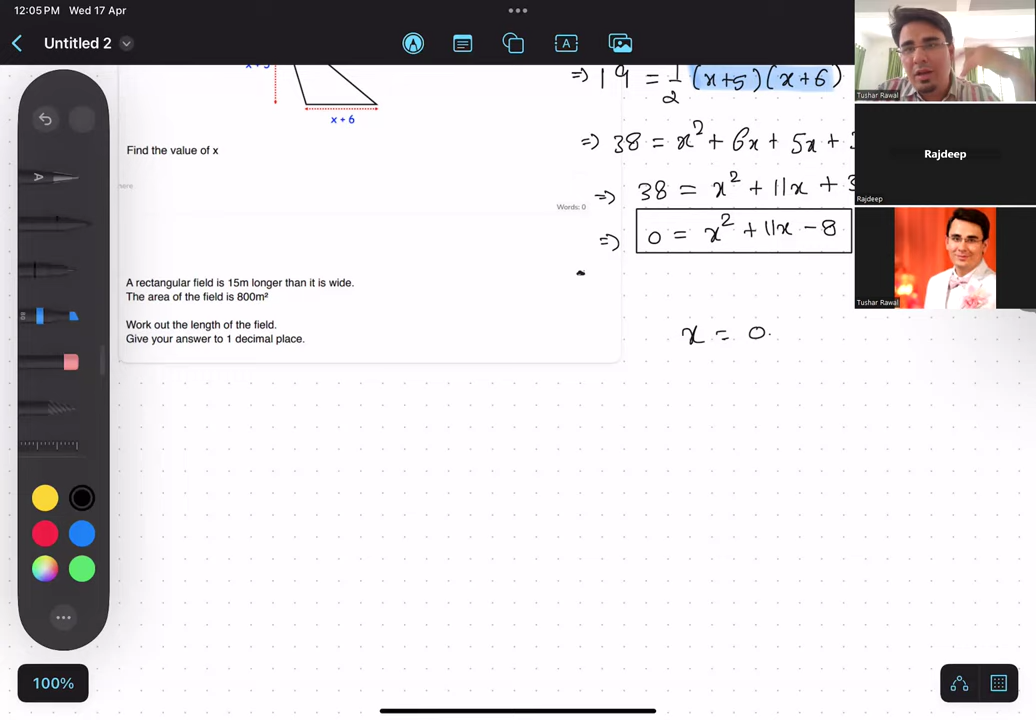 12:05 PM Wed 17 Apr
Untitled 2
x + 6
Find the value of x
here
Words: 0
A rectangular field is 15m longer than it is wide.
The area of the field is 800m²
Work out the length of the field.
Give your answer to 1 decimal place.
⇒ 19 = 1/2 (x+5)(x+6)
⇒ 38 = x² + 6x + 5x + 3
⇒ 38 = x² + 11x + 3
⇒ 0 = x² + 11x - 8
x = 0.
Tushar Rawal
Rajdeep
Rajdeep
Tushar Rawal
100%